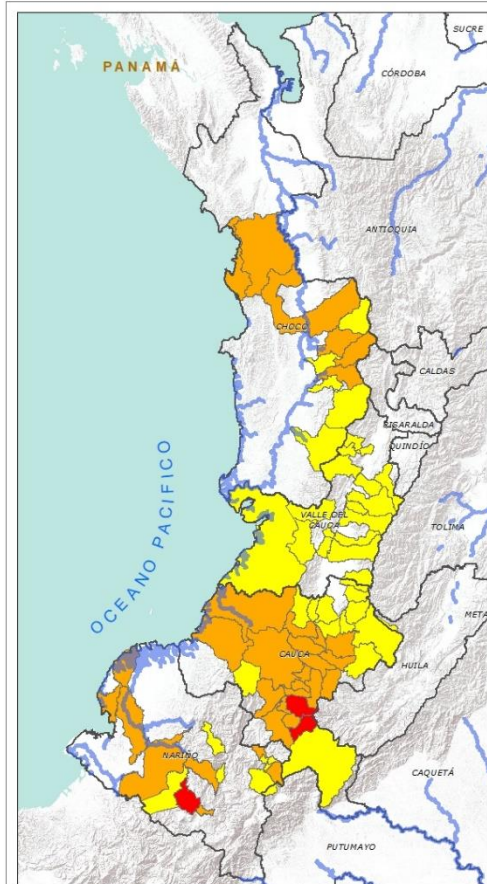 SUCRE
PANAMÁ
CÓRDOBA
ANTIOQUIA
CHOCÓ
CALDAS
RISARALDA
QUINDÍO
OCEANO PACIFICO
VALLE DEL
CAUCA
TOLIMA
META
CAUCA
HUILA
NARIÑO
CAQUETÁ
PUTUMAYO